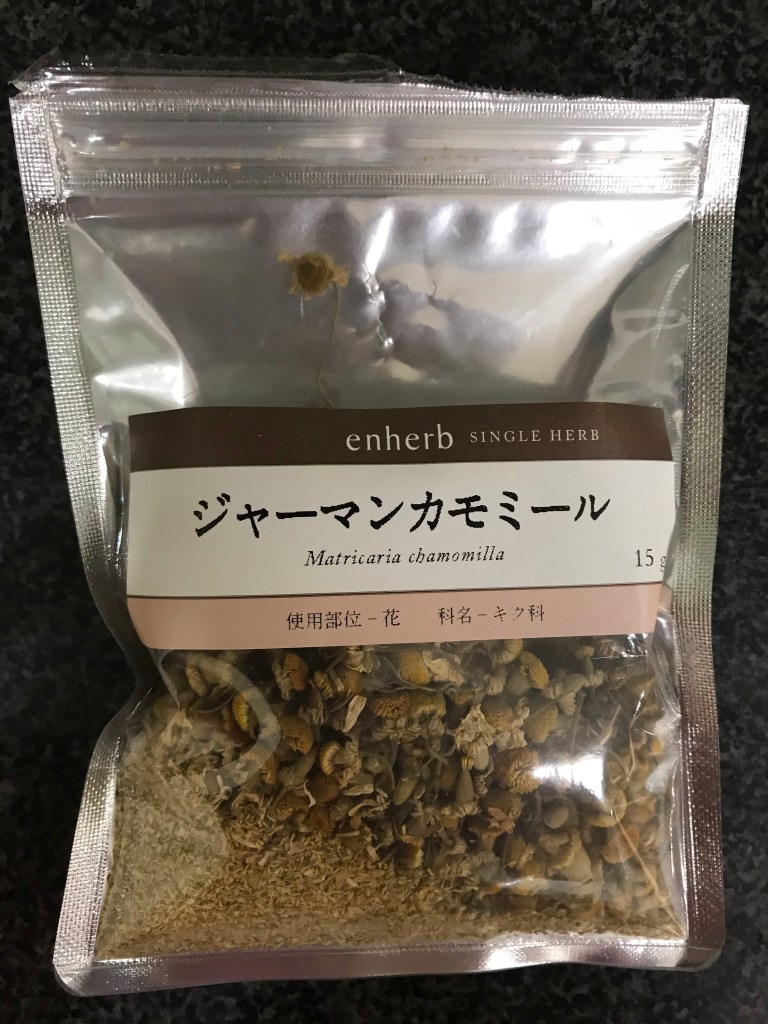 enherb SINGLE HERB
ジャーマンカモミール
Matricaria chamomilla
15 g
使用部位－花 科名－キク科